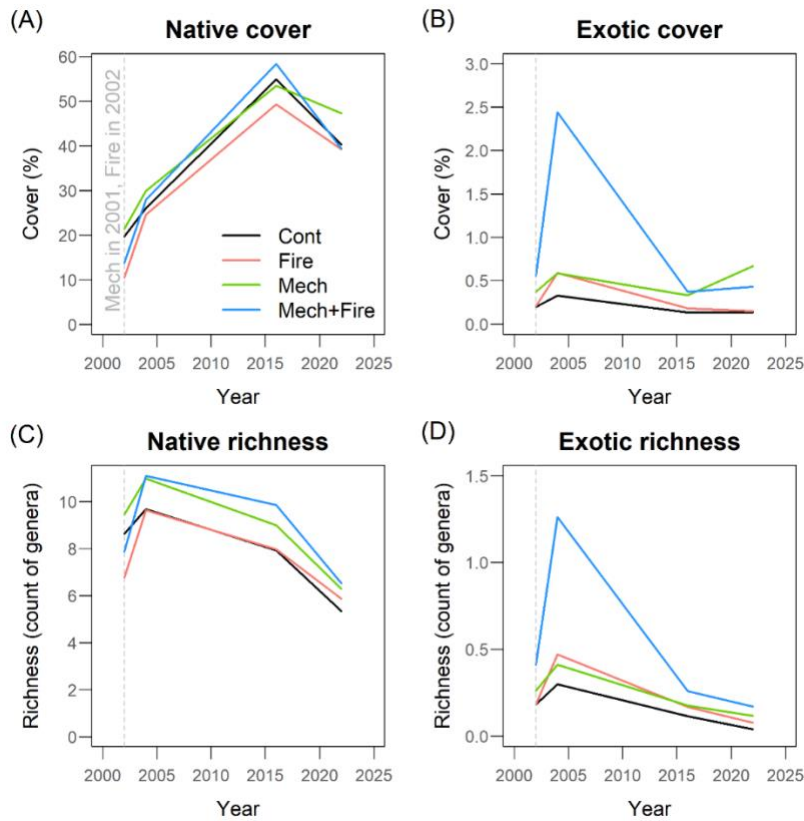 (A)
Native cover
Cover (%)
60
50
40
30
20
10
0
Mech in 2001, Fire in 2002
Cont
Fire
Mech
Mech+Fire
2000 2005 2010 2015 2020 2025
Year
(B)
Exotic cover
Cover (%)
3.0
2.5
2.0
1.5
1.0
0.5
0.0
2000 2005 2010 2015 2020 2025
Year
(C)
Native richness
Richness (count of genera)
10
8
6
4
2
0
2000 2005 2010 2015 2020 2025
Year
(D)
Exotic richness
Richness (count of genera)
1.5
1.0
0.5
0.0
2000 2005 2010 2015 2020 2025
Year